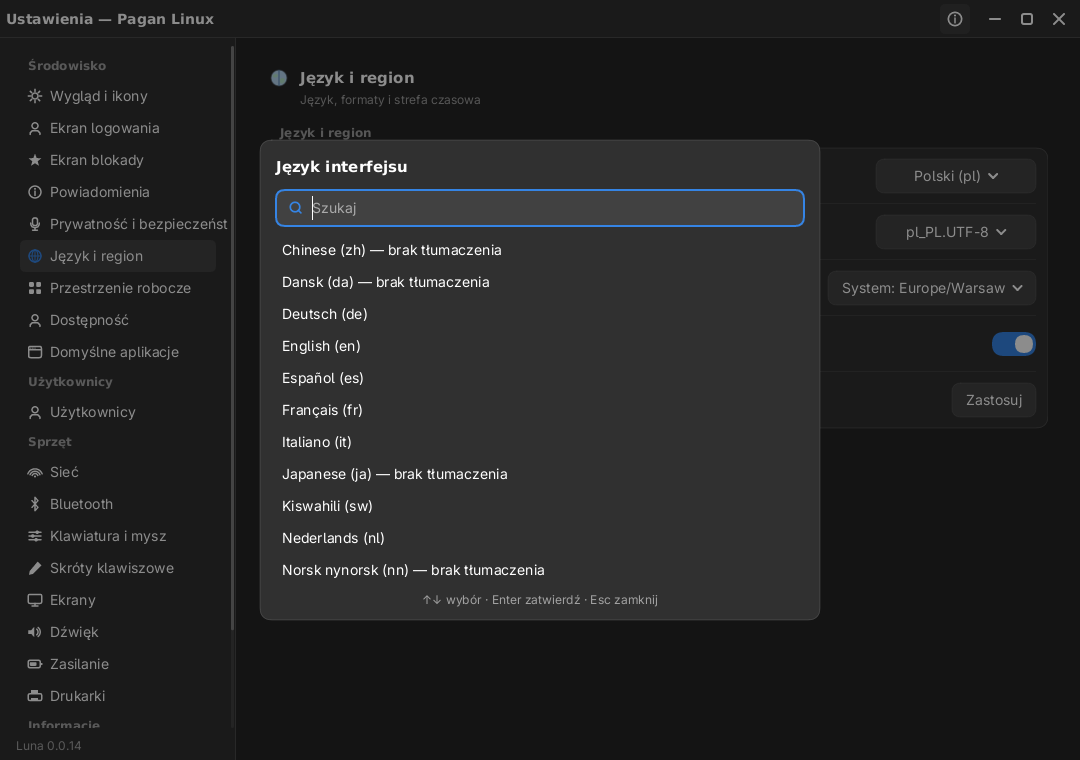 Ustawienia — Pagan Linux
Środowisko
Wygląd i ikony
Ekran logowania
Ekran blokady
Powiadomienia
Prywatność i bezpieczeńst
Język i region
Przestrzenie robocze
Dostępność
Domyślne aplikacje
Użytkownicy
Użytkownicy
Sprzęt
Sieć
Bluetooth
Klawiatura i mysz
Skróty klawiszowe
Ekrany
Dźwięk
Zasilanie
Drukarki
Informacje
Luna 0.0.14
Język i region
Język, formaty i strefa czasowa
Język i region
Polski (pl)
pl_PL.UTF-8
System: Europe/Warsaw
Zastosuj
Język interfejsu
Szukaj
Chinese (zh) — brak tłumaczenia
Dansk (da) — brak tłumaczenia
Deutsch (de)
English (en)
Español (es)
Français (fr)
Italiano (it)
Japanese (ja) — brak tłumaczenia
Kiswahili (sw)
Nederlands (nl)
Norsk nynorsk (nn) — brak tłumaczenia
↑↓ wybór · Enter zatwierdź · Esc zamknij